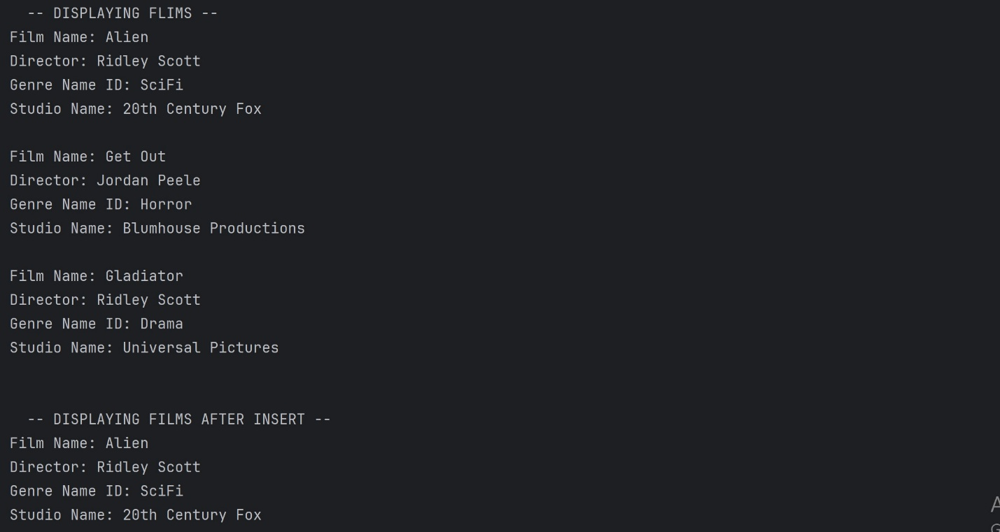 -- DISPLAYING FLIMS --
Film Name: Alien
Director: Ridley Scott
Genre Name ID: SciFi
Studio Name: 20th Century Fox
Film Name: Get Out
Director: Jordan Peele
Genre Name ID: Horror
Studio Name: Blumhouse Productions
Film Name: Gladiator
Director: Ridley Scott
Genre Name ID: Drama
Studio Name: Universal Pictures
-- DISPLAYING FILMS AFTER INSERT --
Film Name: Alien
Director: Ridley Scott
Genre Name ID: SciFi
Studio Name: 20th Century Fox